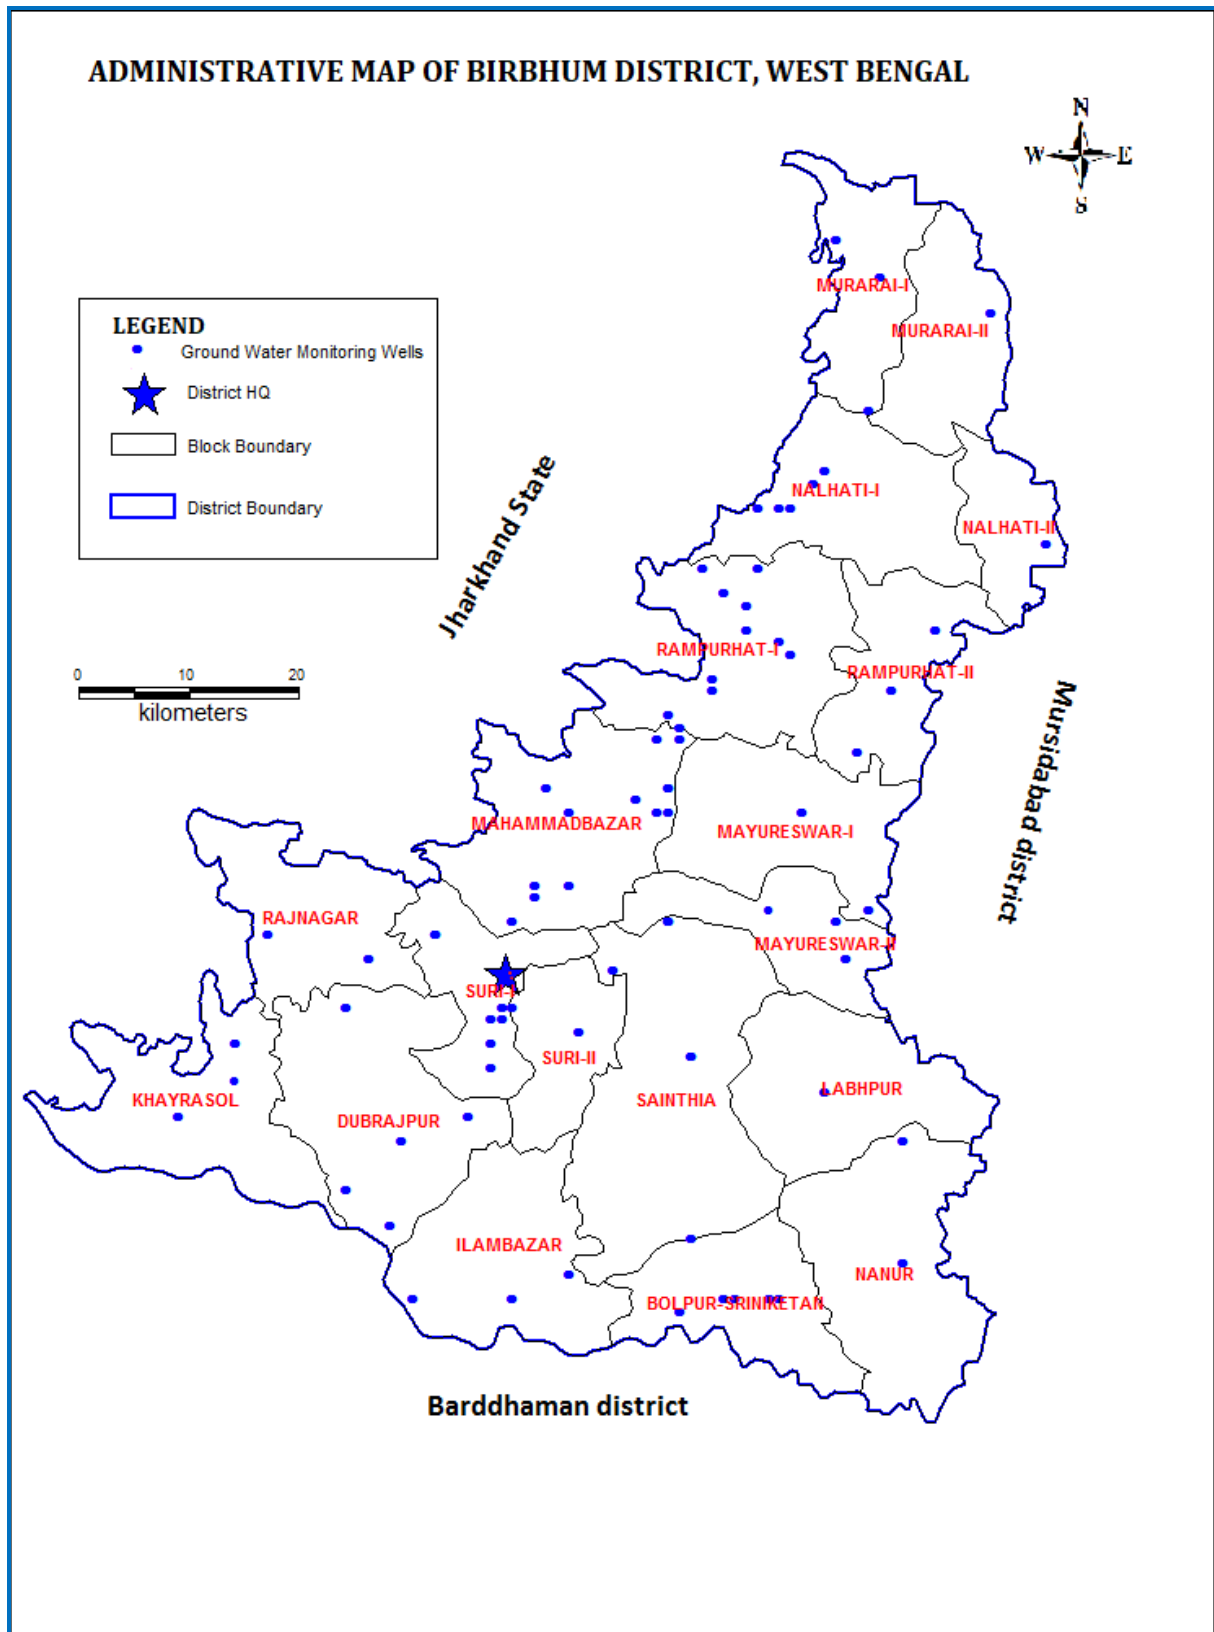 ADMINISTRATIVE MAP OF BIRBHUM DISTRICT, WEST BENGAL
N
W E
S
LEGEND
Ground Water Monitoring Wells
District HQ
Block Boundary
District Boundary
MURARAI-I
MURARAI-II
NALHATI-I
NALHATI-II
Jharkhand State
RAMPURHAT-I
RAMPURHAT-II
0 10 20
kilometers
Mursidabad district
MAHAMMADBAZAR
MAYURESWAR-I
RAJNAGAR
MAYURESWAR-II
SURI-I
SURI-II
KHAYRASOL
DUBRAJPUR
SAINTHIA
LABHPUR
ILAMBAZAR
NANUR
BOLPUR-SRINIKETAN
Barddhaman district